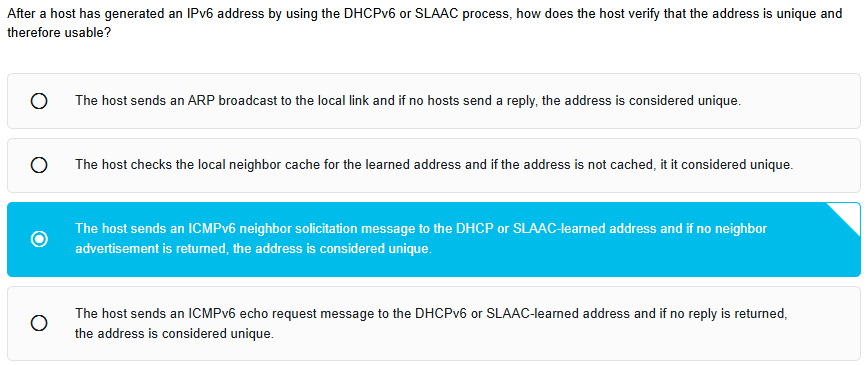 After a host has generated an IPv6 address by using the DHCPv6 or SLAAC process, how does the host verify that the address is unique and
therefore usable?
The host sends an ARP broadcast to the local link and if no hosts send a reply, the address is considered unique.
The host checks the local neighbor cache for the learned address and if the address is not cached, it it considered unique.
The host sends an ICMPv6 neighbor solicitation message to the DHCP or SLAAC-learned address and if no neighbor
advertisement is returned, the address is considered unique.
The host sends an ICMPv6 echo request message to the DHCPv6 or SLAAC-learned address and if no reply is returned,
the address is considered unique.